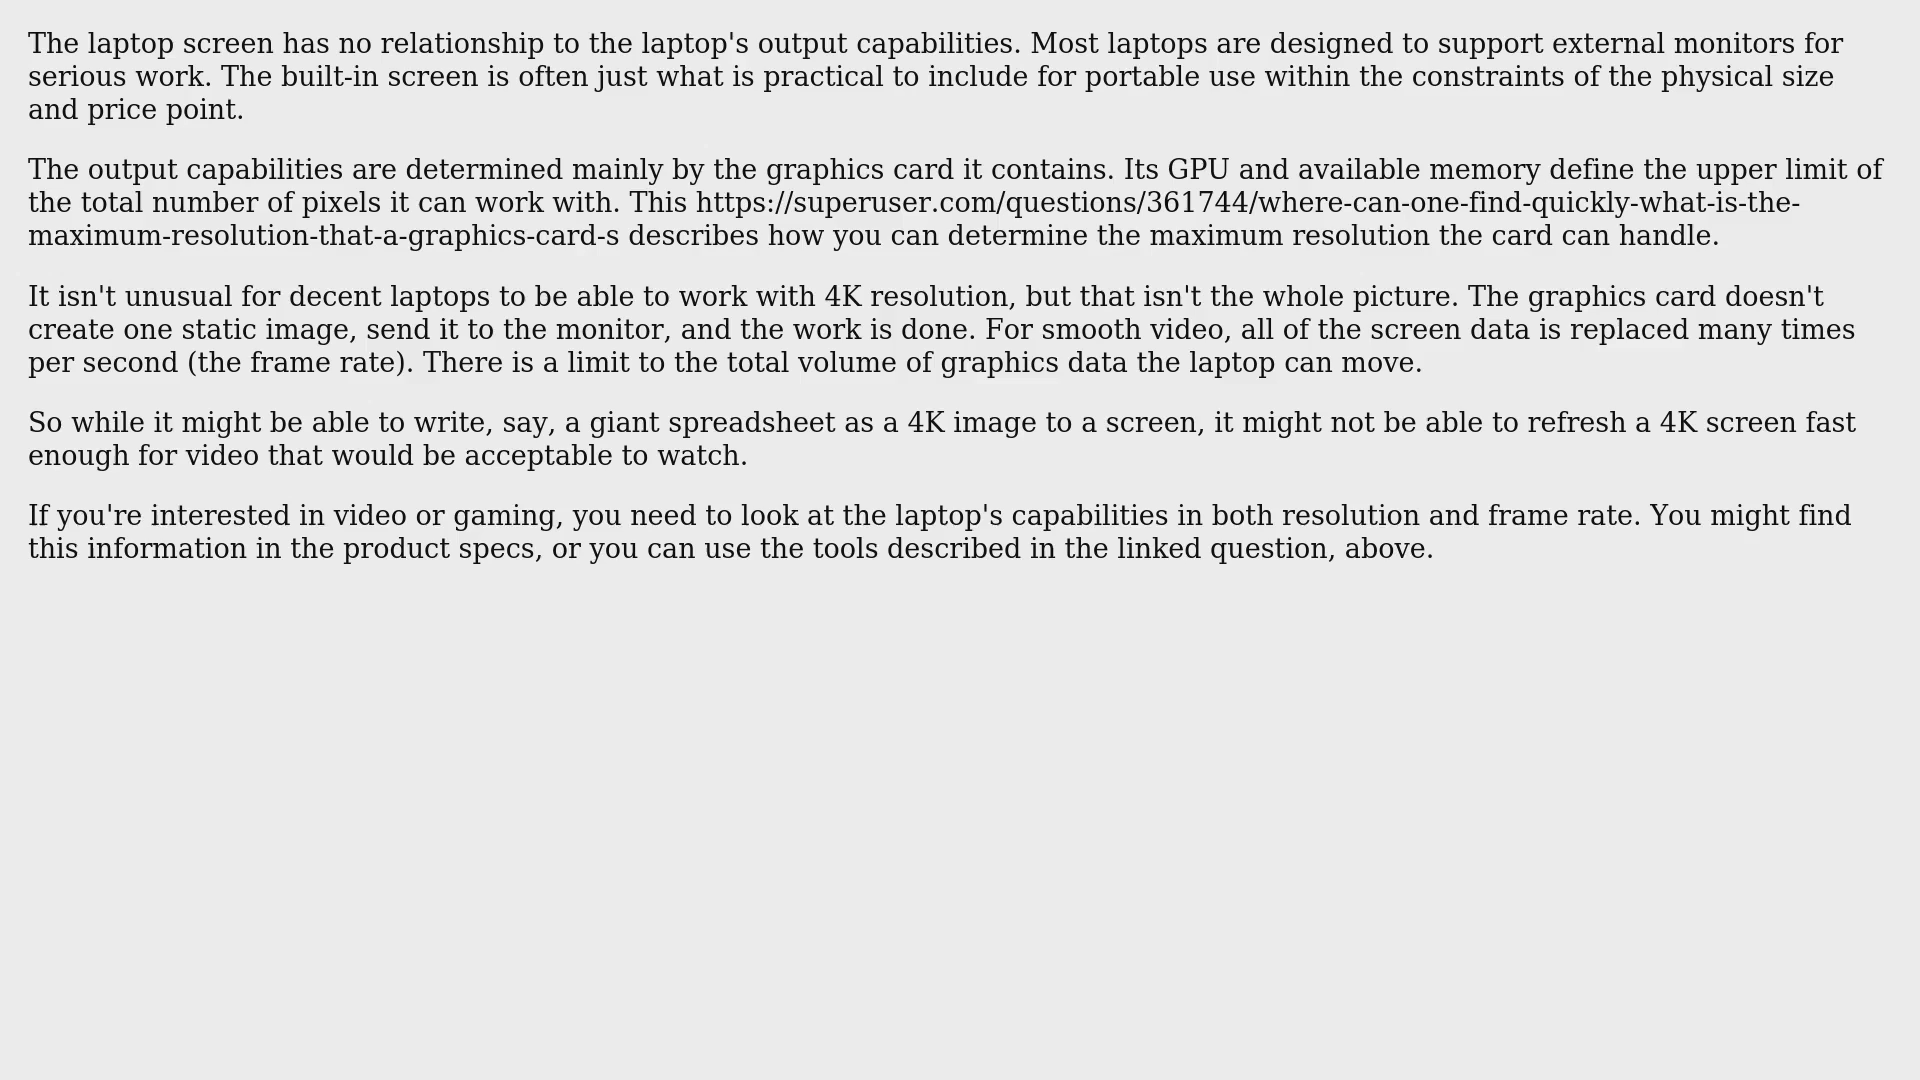 The laptop screen has no relationship to the laptop's output capabilities. Most laptops are designed to support external monitors for
serious work. The built-in screen is often just what is practical to include for portable use within the constraints of the physical size
and price point.
The output capabilities are determined mainly by the graphics card it contains. Its GPU and available memory define the upper limit of
the total number of pixels it can work with. This https://superuser.com/questions/361744/where-can-one-find-quickly-what-is-the-
maximum-resolution-that-a-graphics-card-s describes how you can determine the maximum resolution the card can handle.
It isn't unusual for decent laptops to be able to work with 4K resolution, but that isn't the whole picture. The graphics card doesn't
create one static image, send it to the monitor, and the work is done. For smooth video, all of the screen data is replaced many times
per second (the frame rate). There is a limit to the total volume of graphics data the laptop can move.
So while it might be able to write, say, a giant spreadsheet as a 4K image to a screen, it might not be able to refresh a 4K screen fast
enough for video that would be acceptable to watch.
If you're interested in video or gaming, you need to look at the laptop's capabilities in both resolution and frame rate. You might find
this information in the product specs, or you can use the tools described in the linked question, above.